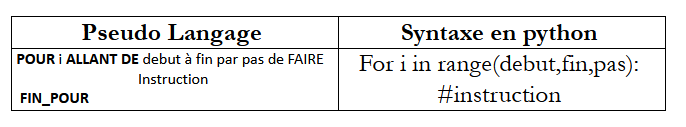 Pseudo Langage
Syntaxe en python
POUR i ALLANT DE debut à fin par pas de FAIRE
Instruction
FIN_POUR
For i in range(debut,fin,pas):
#instruction